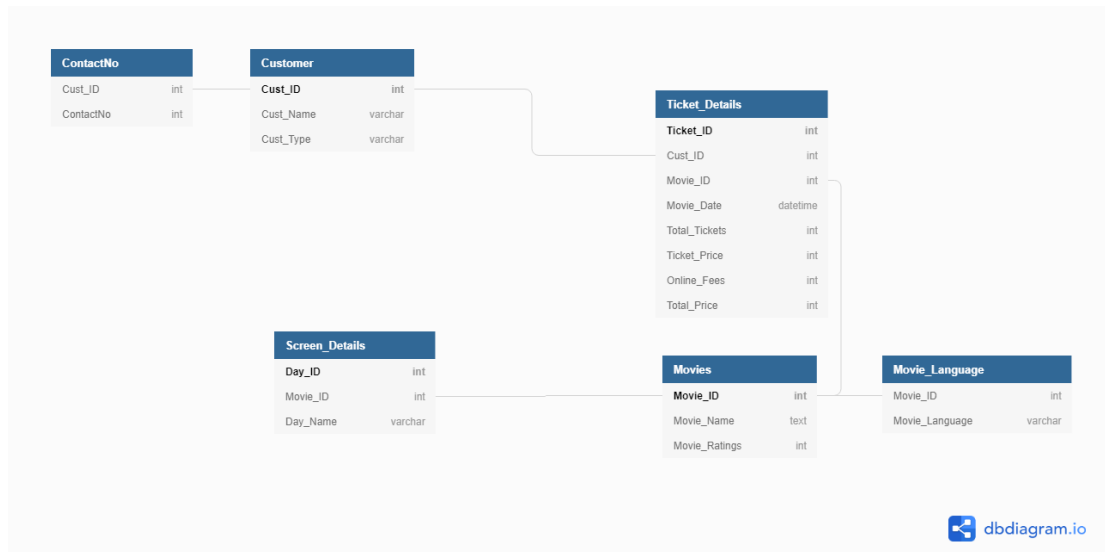 ContactNo
Cust_ID int
ContactNo int
Customer
Cust_ID int
Cust_Name varchar
Cust_Type varchar
Ticket_Details
Ticket_ID int
Cust_ID int
Movie_ID int
Movie_Date datetime
Total_Tickets int
Ticket_Price int
Online_Fees int
Total_Price int
Screen_Details
Day_ID int
Movie_ID int
Day_Name varchar
Movies
Movie_ID int
Movie_Name text
Movie_Ratings int
Movie_Language
Movie_ID int
Movie_Language varchar
dbdiagram.io